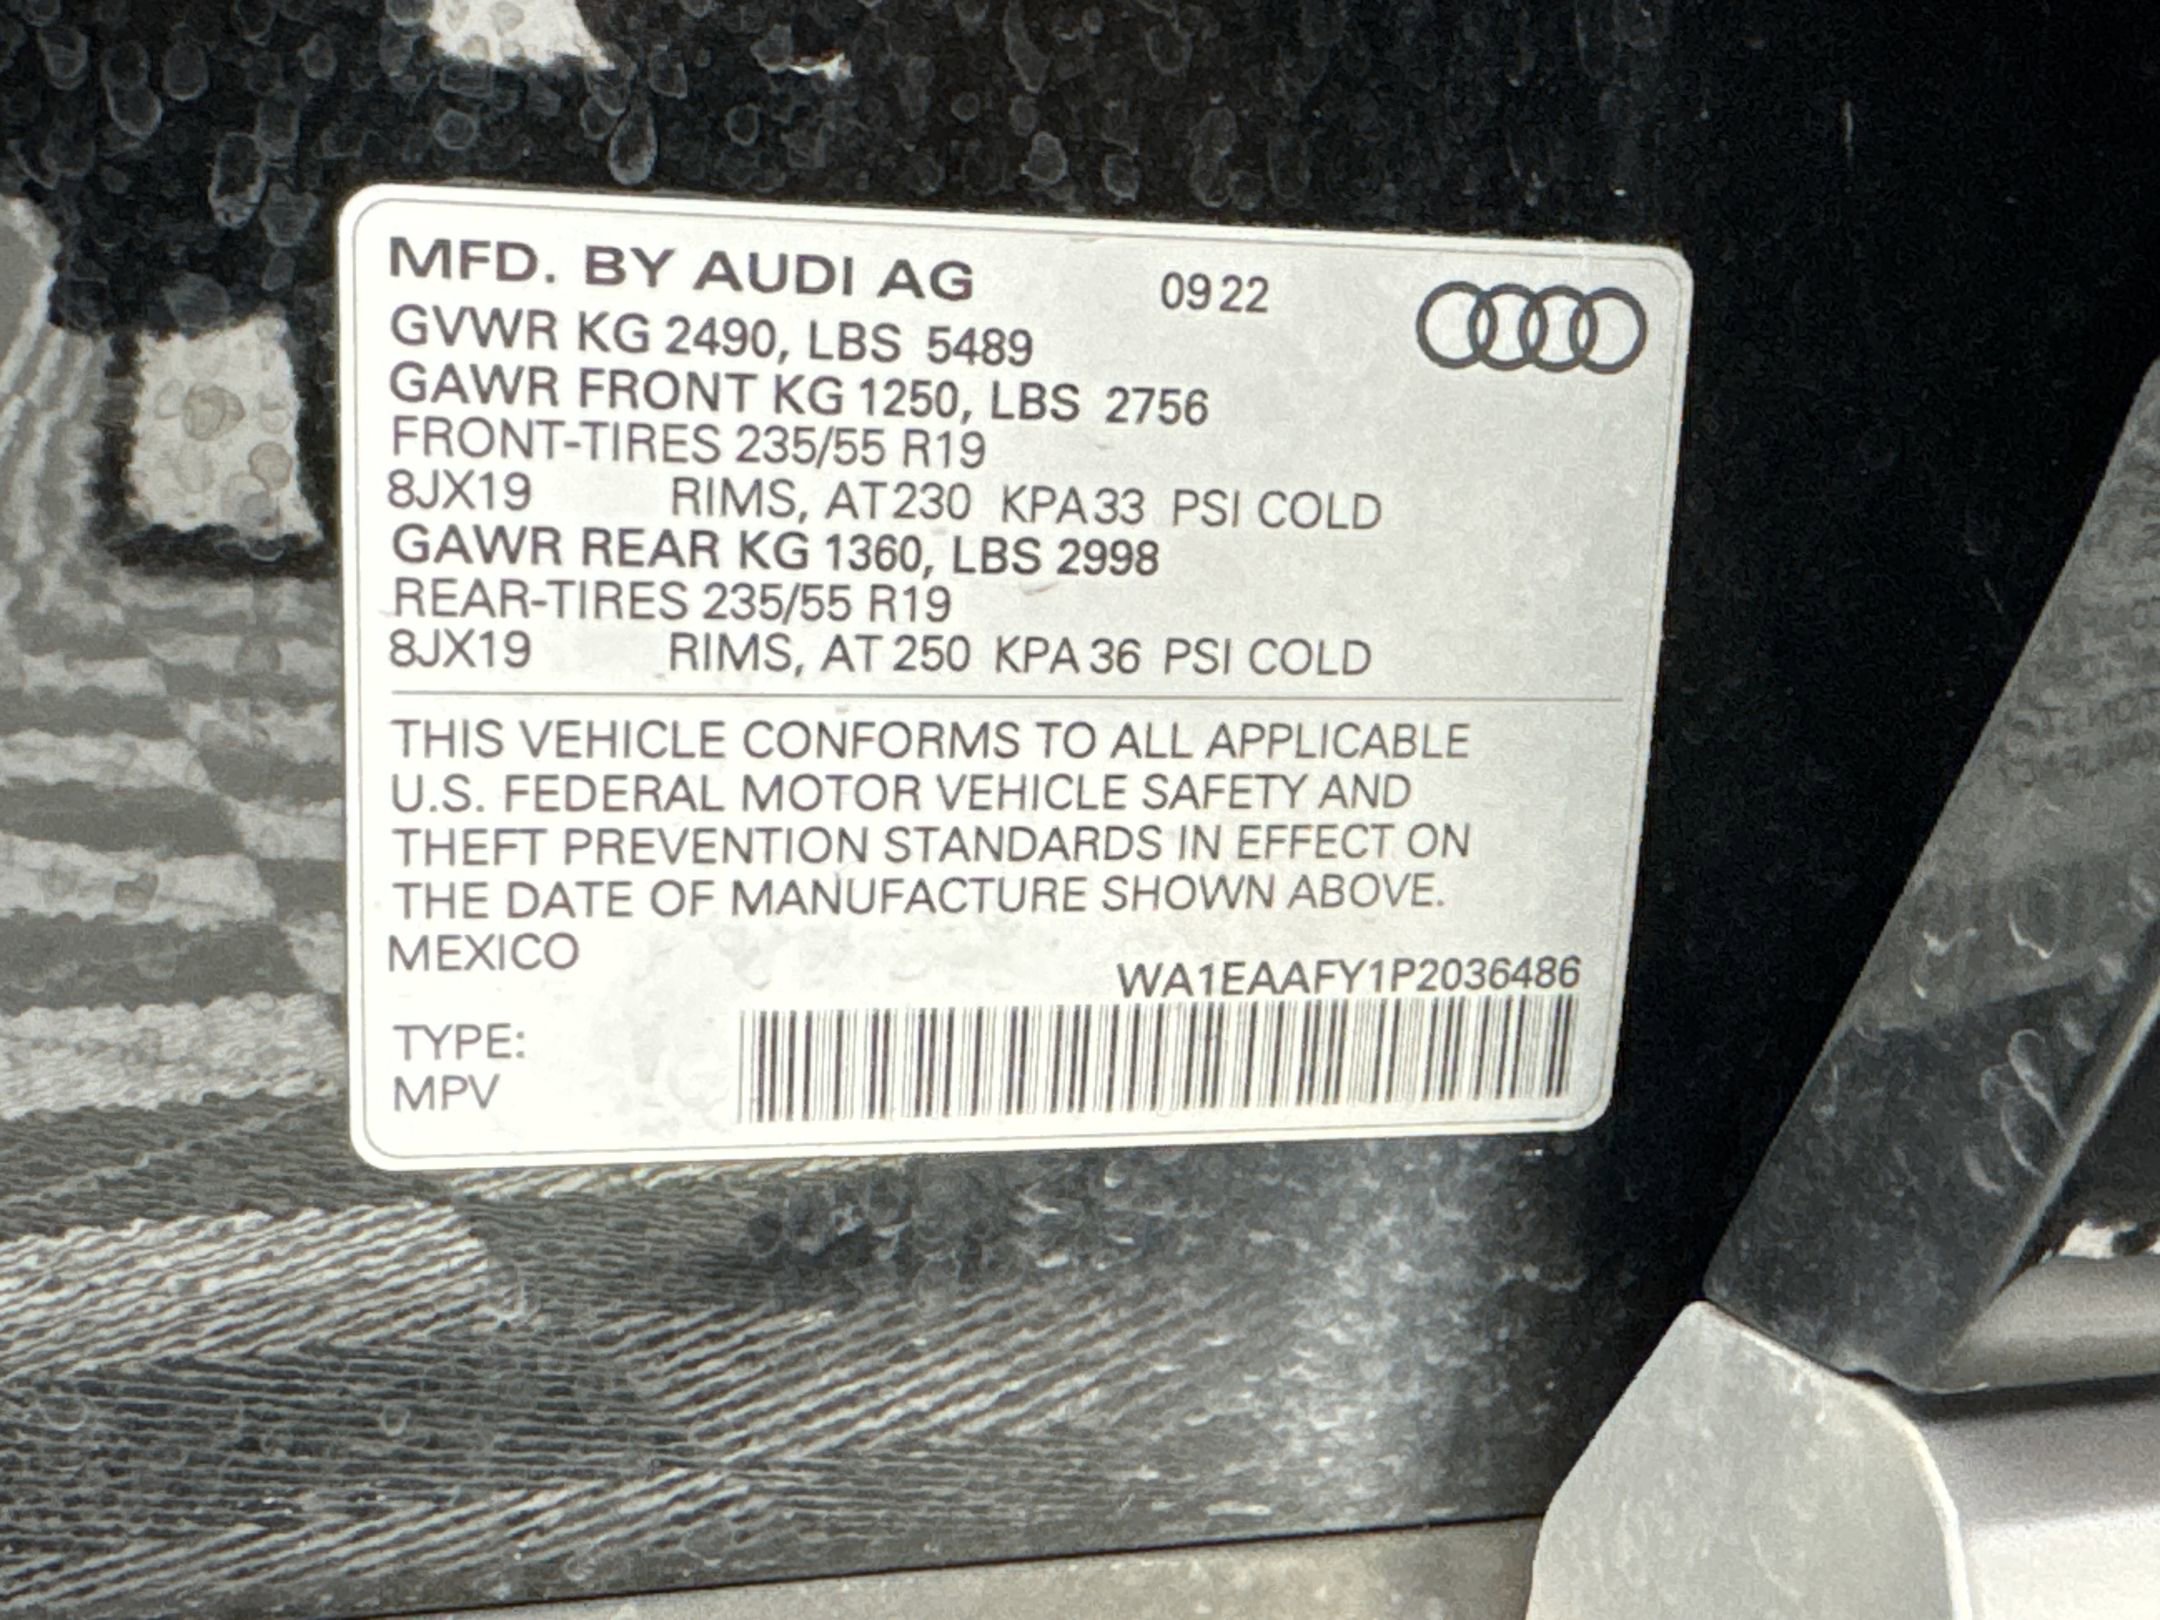 MFD. BY AUDI AG 09 22
GVWR KG 2490, LBS 5489
GAWR FRONT KG 1250, LBS 2756
FRONT-TIRES 235/55 R19
8JX19 RIMS, AT 230 KPA 33 PSI COLD
GAWR REAR KG 1360, LBS 2998
REAR-TIRES 235/55 R19
8JX19 RIMS, AT 250 KPA 36 PSI COLD
THIS VEHICLE CONFORMS TO ALL APPLICABLE
U.S. FEDERAL MOTOR VEHICLE SAFETY AND
THEFT PREVENTION STANDARDS IN EFFECT ON
THE DATE OF MANUFACTURE SHOWN ABOVE.
MEXICO
WA1EAAFY1P2036486
TYPE:
MPV